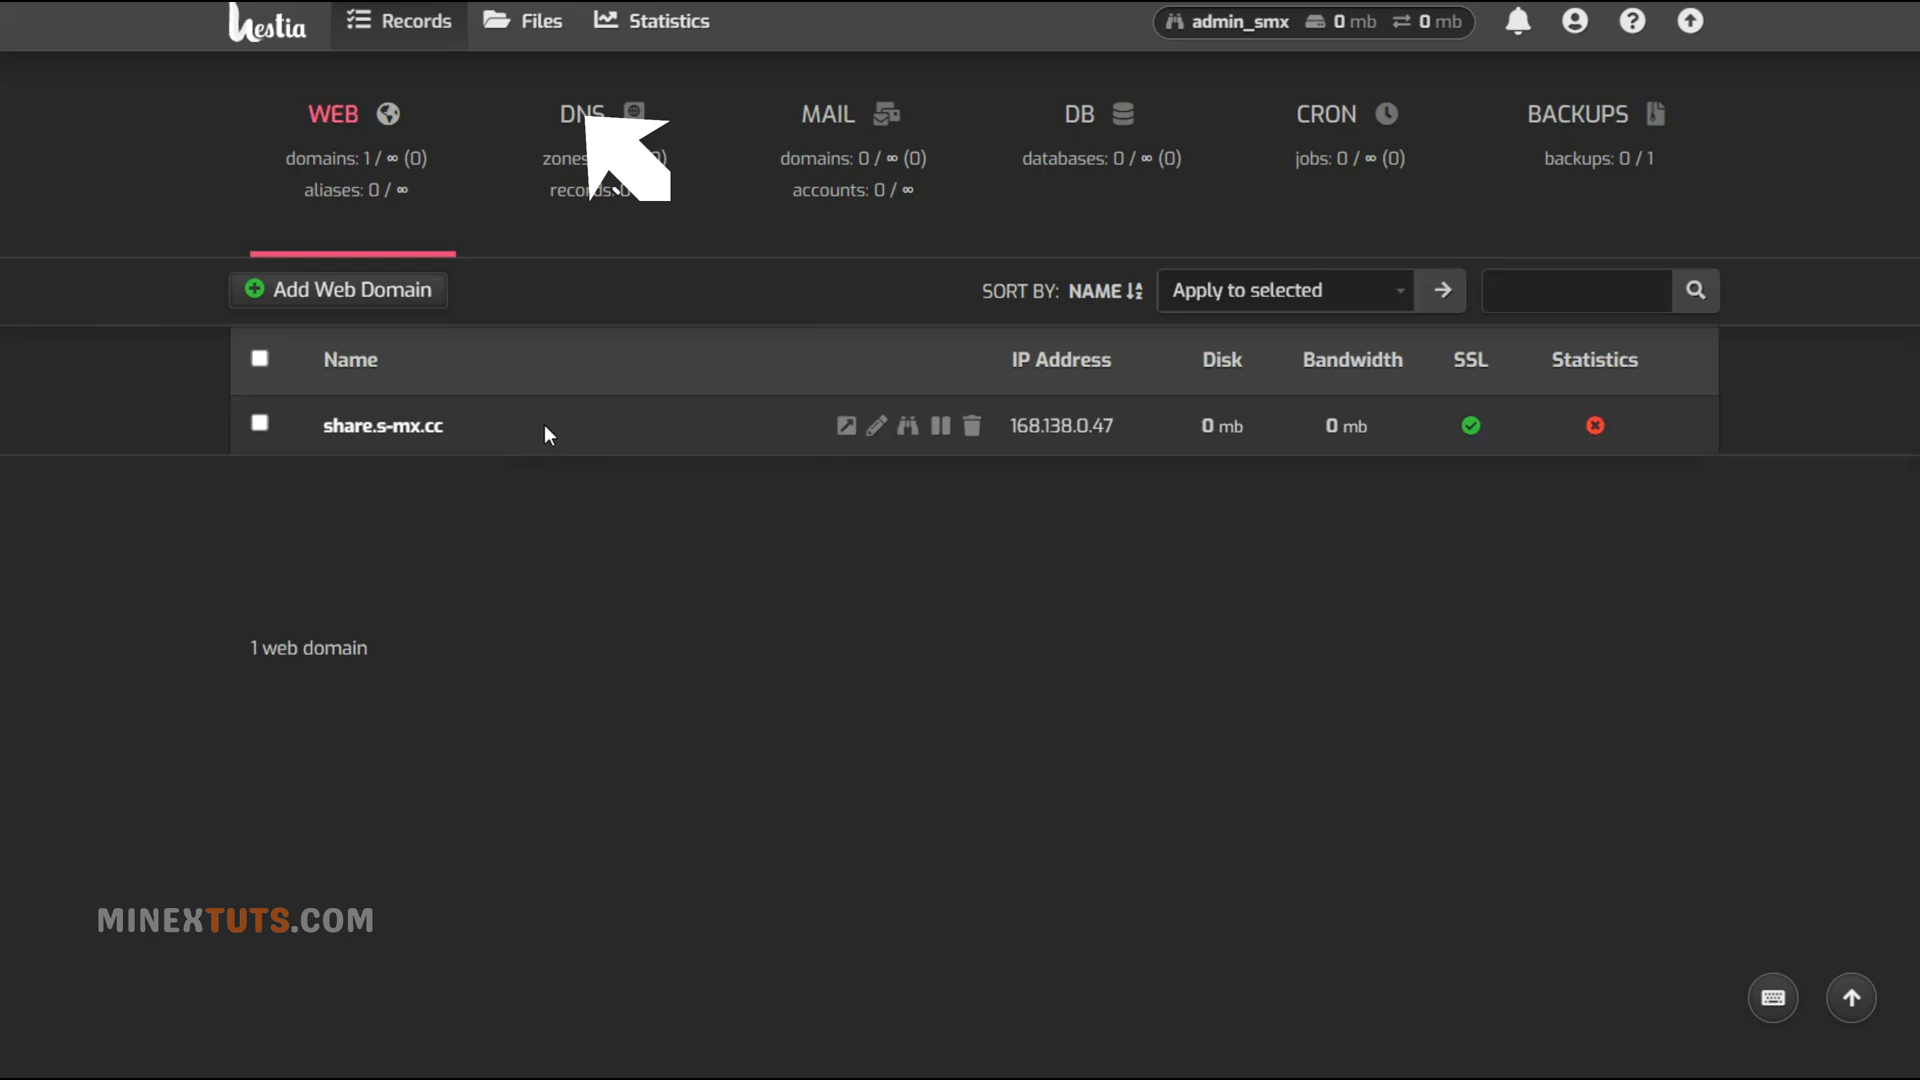 Hestia
Records
Files
Statistics
admin_smx 0 mb 0 mb
WEB
DNS
MAIL
DB
CRON
BACKUPS
domains: 1 / ∞ (0)
zones
domains: 0 / ∞ (0)
databases: 0 / ∞ (0)
jobs: 0 / ∞ (0)
backups: 0 / 1
aliases: 0 / ∞
records:
accounts: 0 / ∞
Add Web Domain
SORT BY: NAME
Apply to selected
Name
IP Address
Disk
Bandwidth
SSL
Statistics
share.s-mx.cc
168.138.0.47
0 mb
0 mb
1 web domain
MINEXTUTS.COM